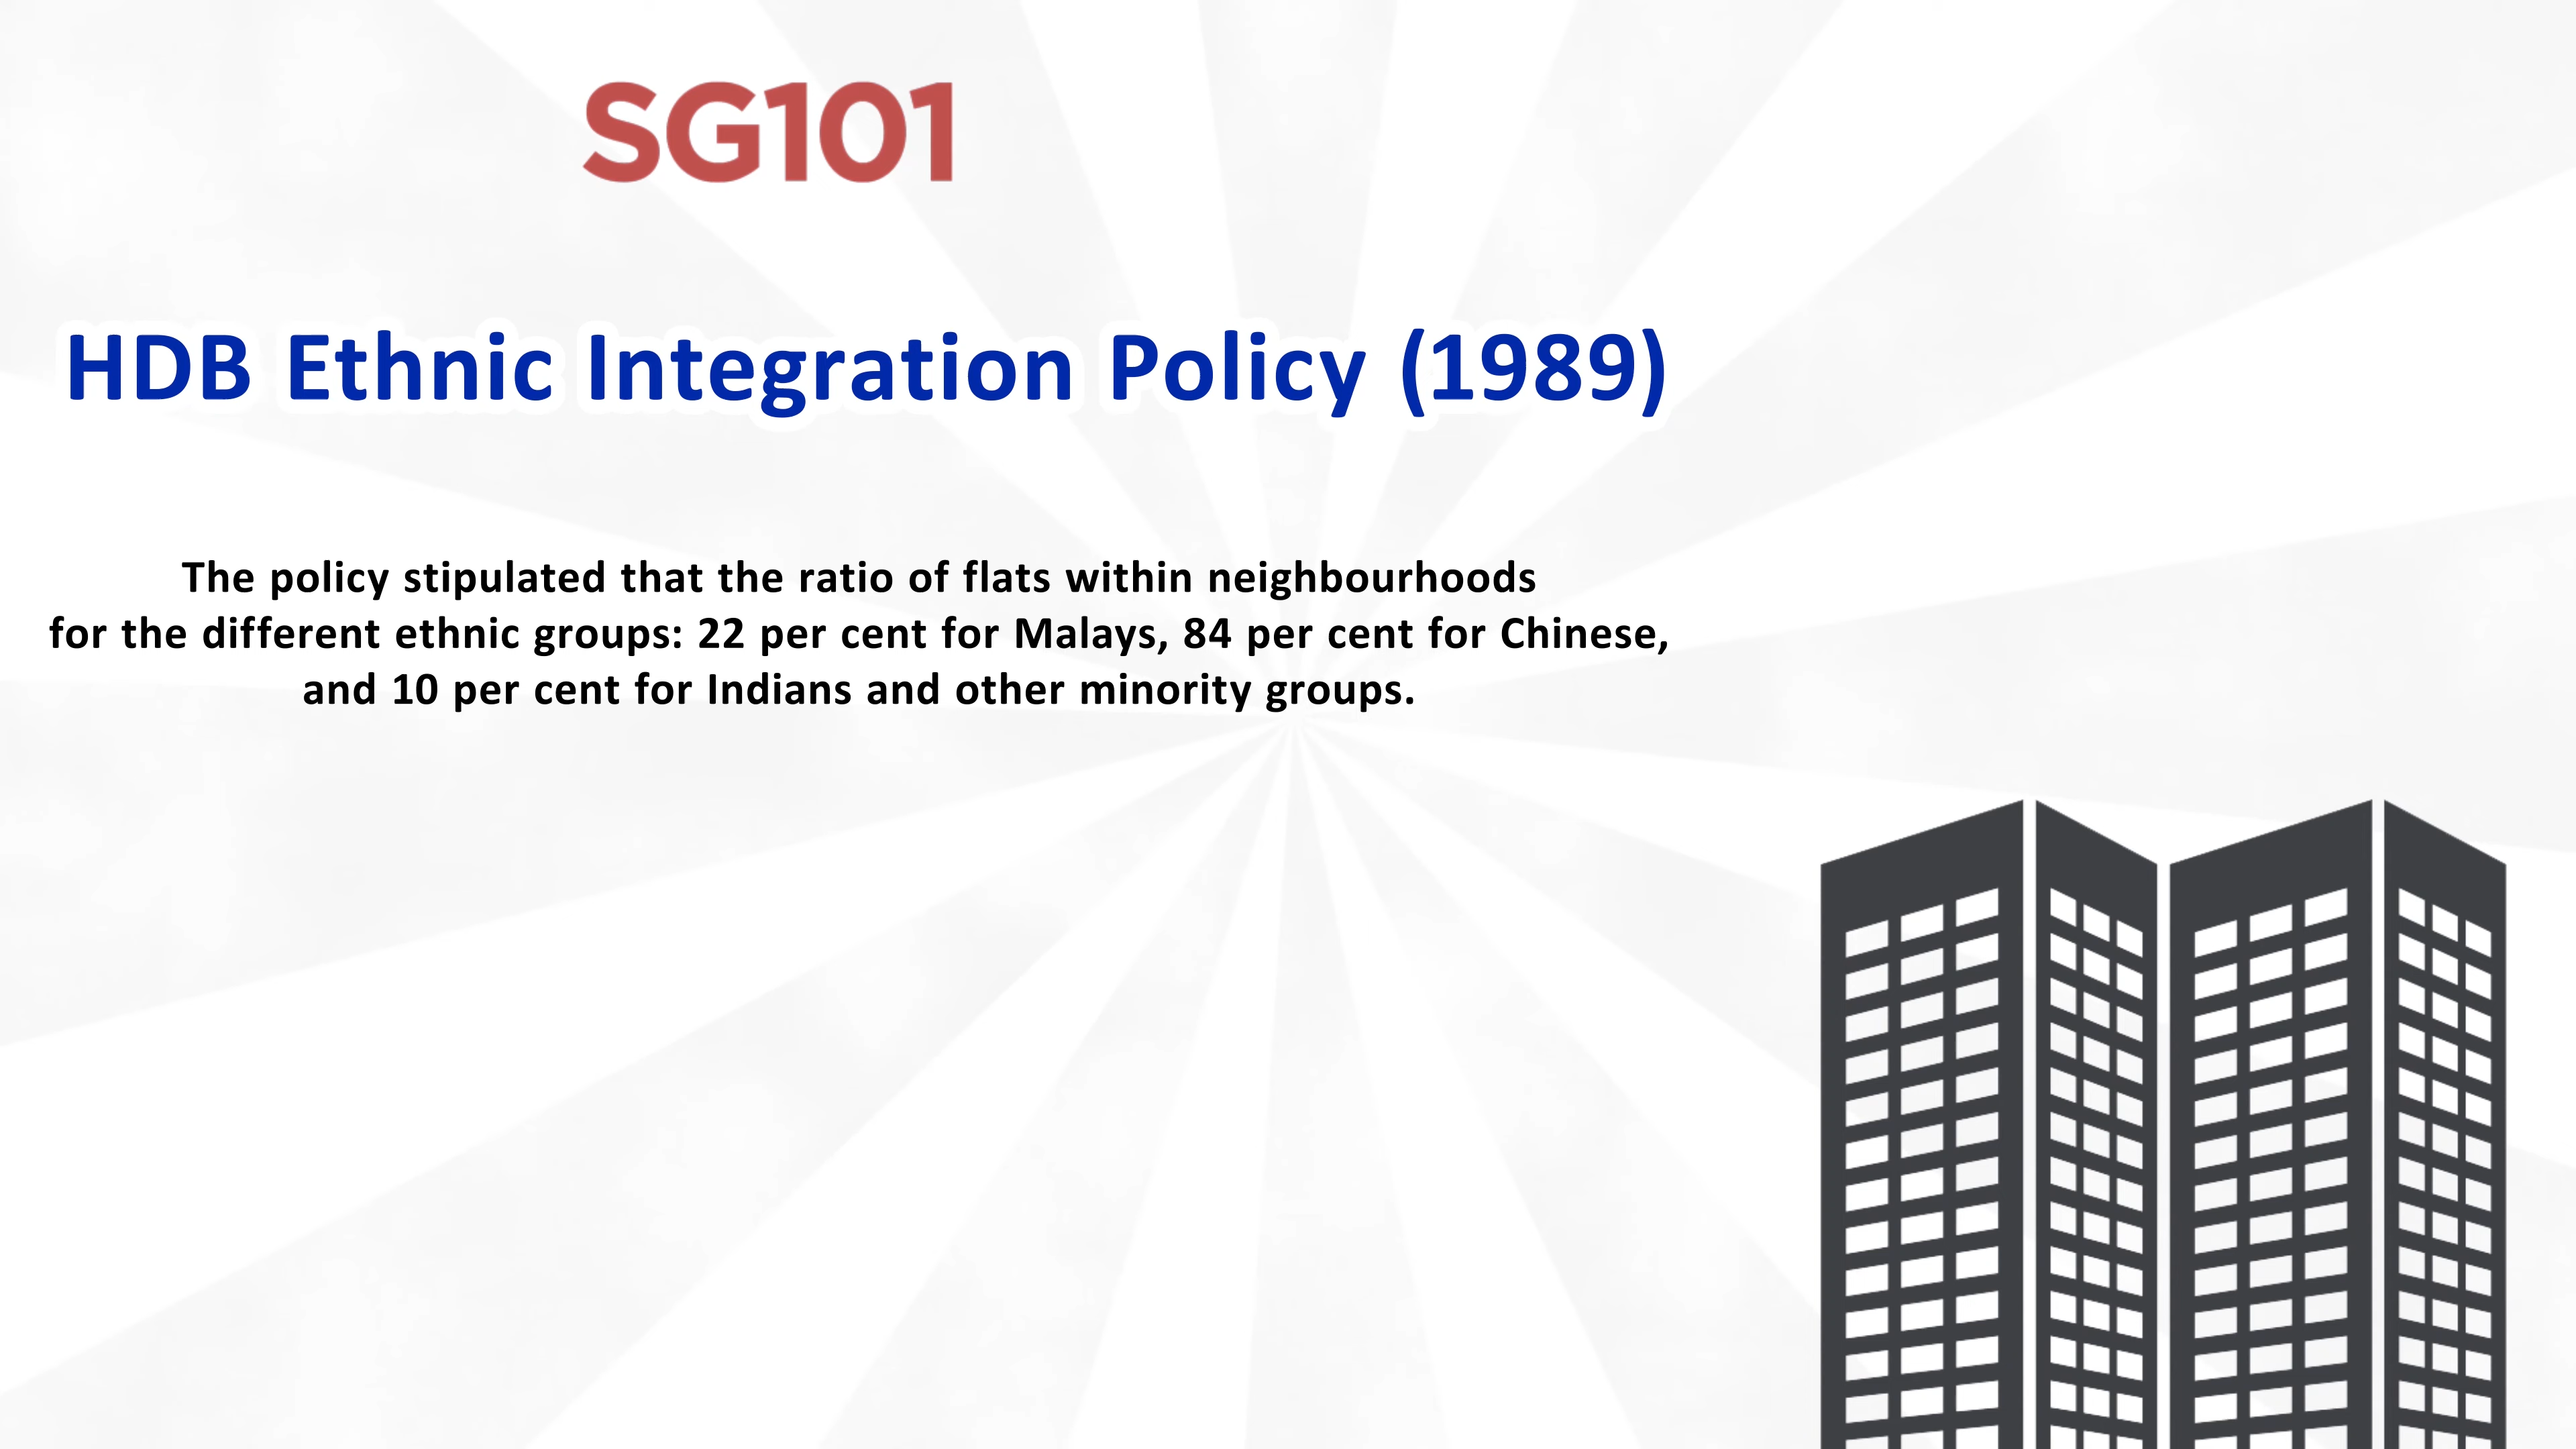 SG101
HDB Ethnic Integration Policy (1989)
The policy stipulated that the ratio of flats within neighbourhoods
for the different ethnic groups: 22 per cent for Malays, 84 per cent for Chinese,
and 10 per cent for Indians and other minority groups.